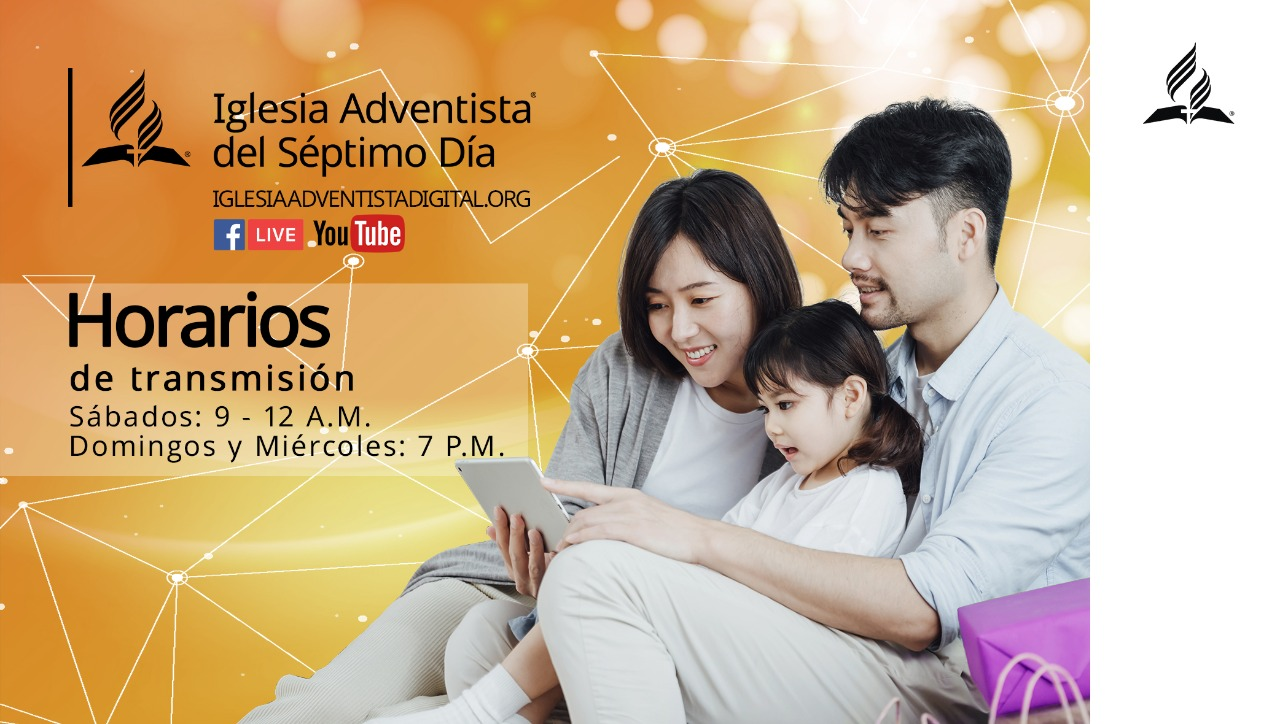 Iglesia Adventista®
del Séptimo Día
IGLESIAADVENTISTADIGITAL.ORG
f LIVE YouTube
Horarios
de transmisión
Sábados: 9 - 12 A.M.
Domingos y Miércoles: 7 P.M.